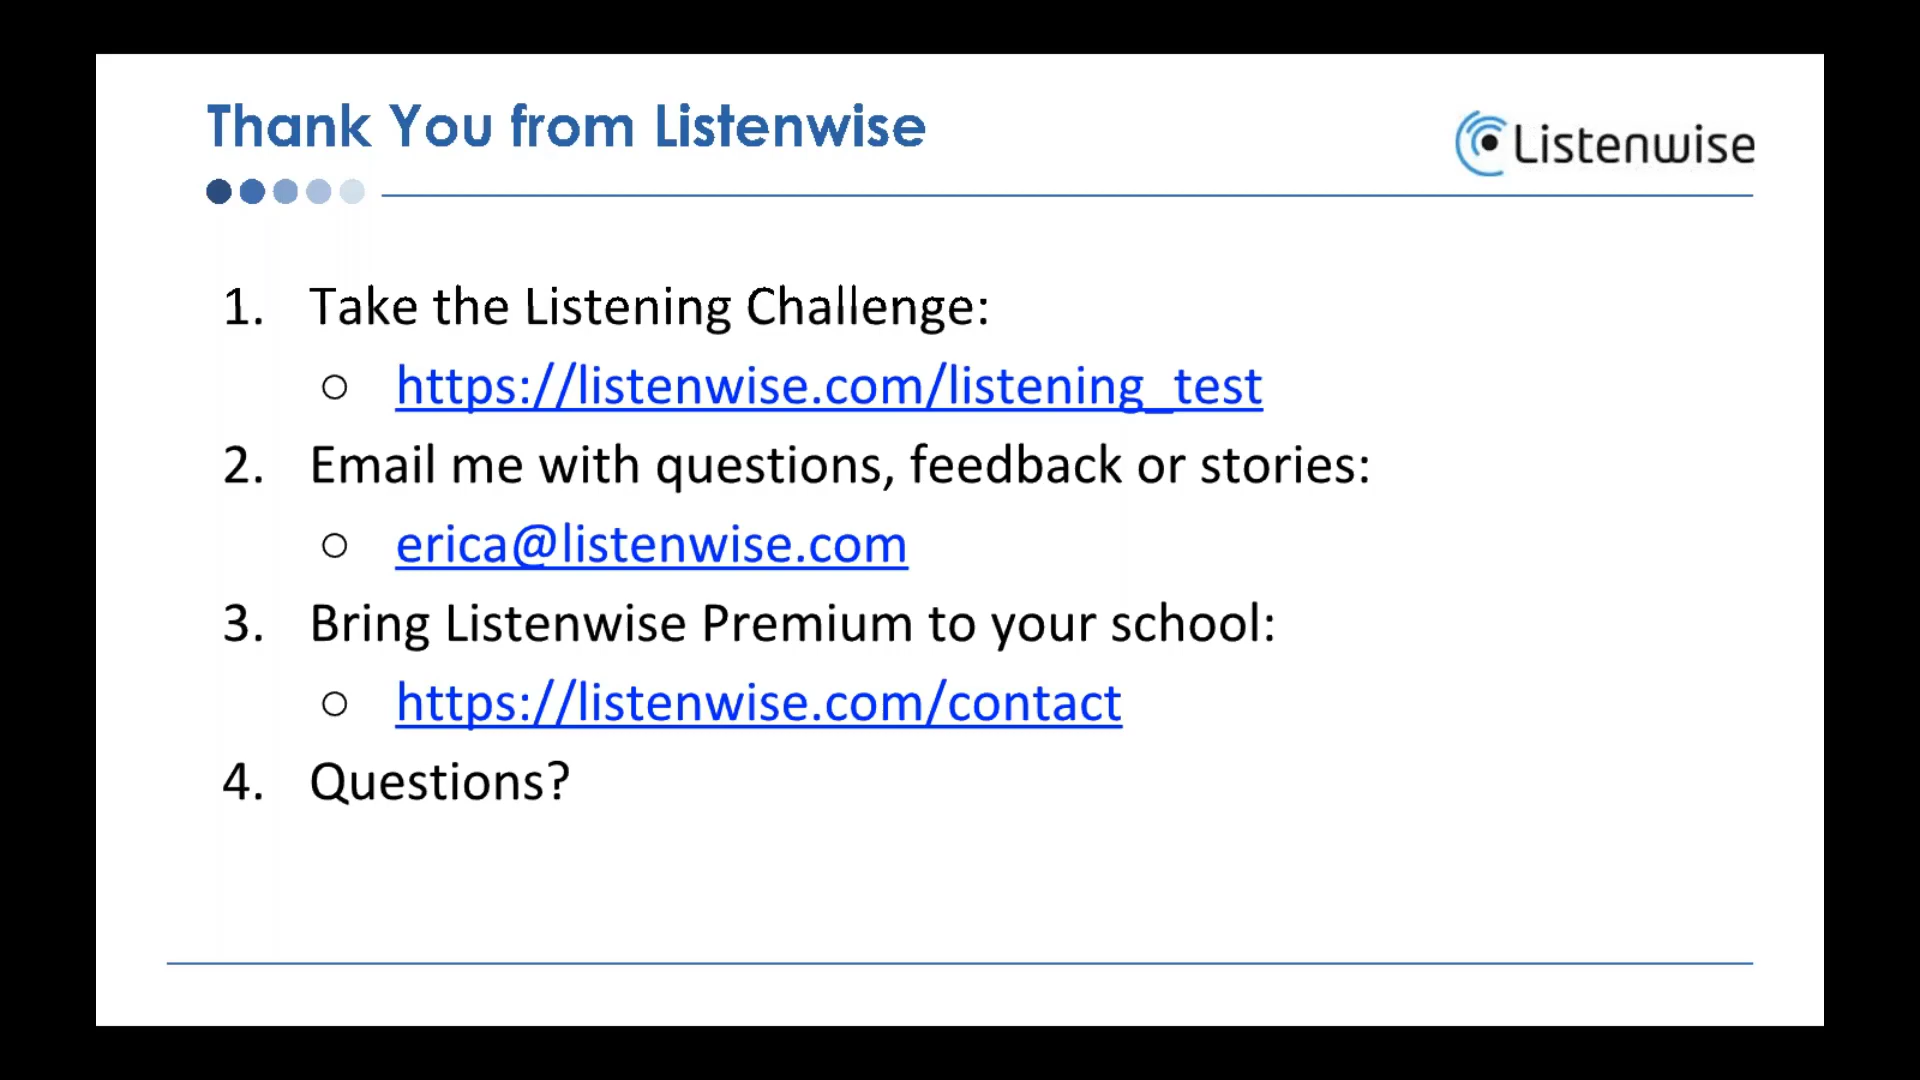 Thank You from Listenwise
Listenwise
1. Take the Listening Challenge:
○ https://listenwise.com/listening_test
2. Email me with questions, feedback or stories:
○ erica@listenwise.com
3. Bring Listenwise Premium to your school:
○ https://listenwise.com/contact
4. Questions?